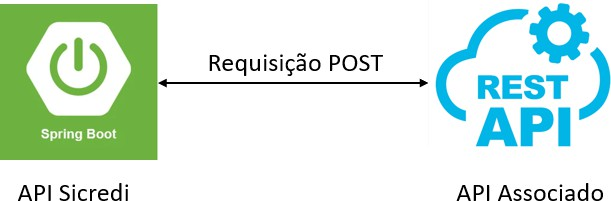 Requisição POST
Spring Boot
REST
API
API Sicredi
API Associado